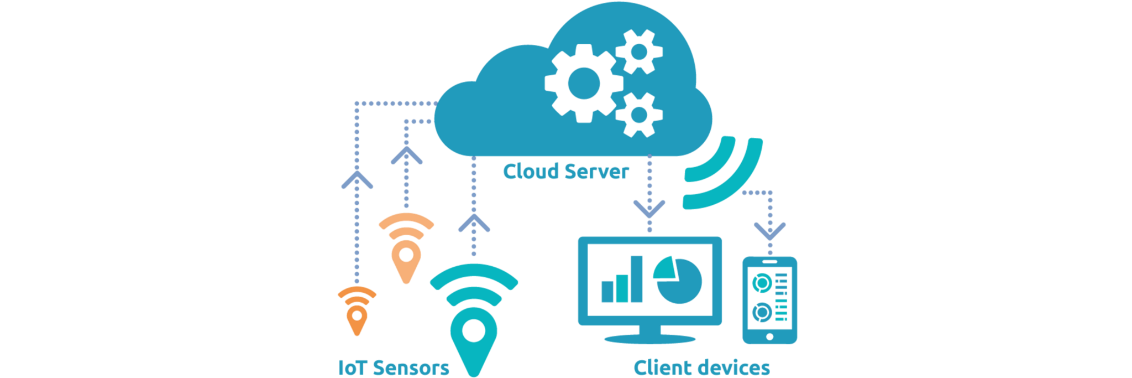 Cloud Server
IoT Sensors
Client devices